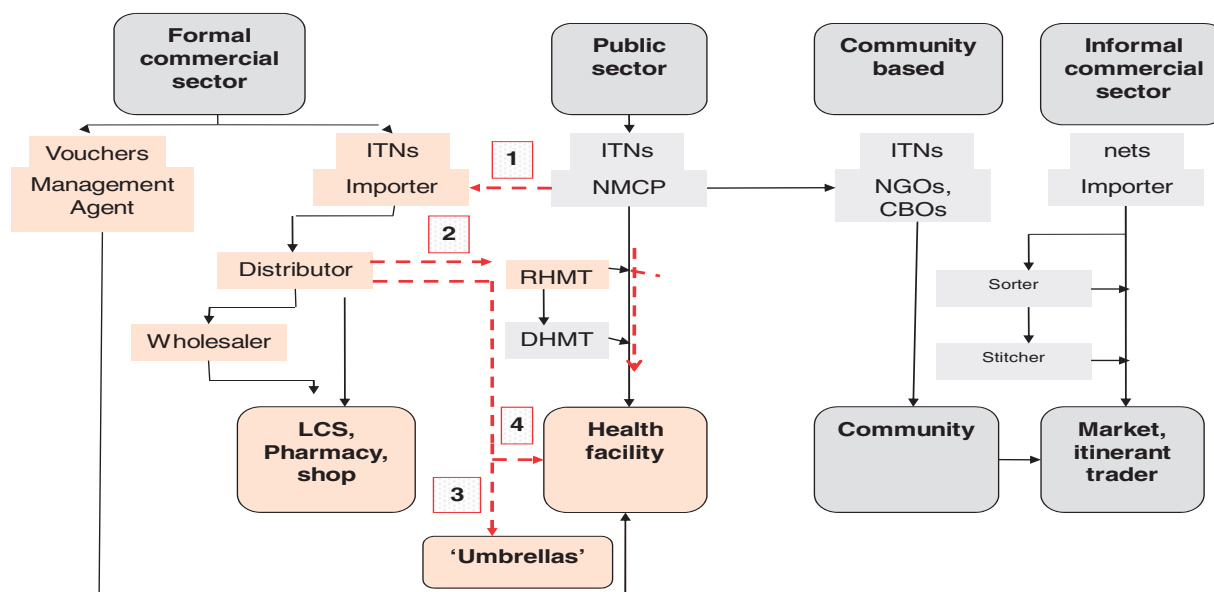 Formal
commercial
sector
Public
sector
Community
based
Informal
commercial
sector
Vouchers
Management
Agent
ITNs
Importer
1
ITNs
NMCP
ITNs
NGOs,
CBOs
nets
Importer
2
Distributor
RHMT
Sorter
Wholesaler
DHMT
Stitcher
LCS,
Pharmacy,
shop
4
Health
facility
Community
Market,
itinerant
trader
3
‘Umbrellas’